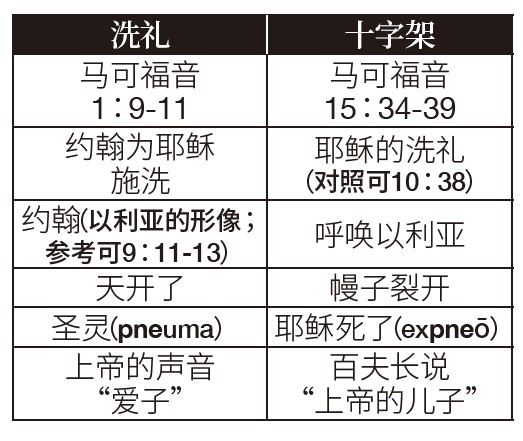 洗礼 十字架
马可福音 马可福音
1：9-11 15：34-39
约翰为耶稣 耶稣的洗礼
施洗 (对照可10：38)
约翰(以利亚的形像； 呼唤以利亚
参考可9：11-13)
天开了 幔子裂开
圣灵(pneuma) 耶稣死了(expneō)
上帝的声音 百夫长说
“爱子” “上帝的儿子”